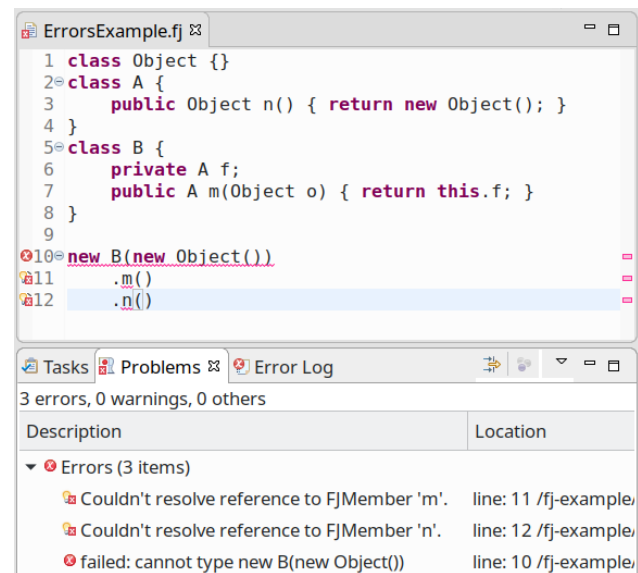 ErrorsExample.fj
1 class Object {}
2 class A {
3 public Object n() { return new Object(); }
4 }
5 class B {
6 private A f;
7 public A m(Object o) { return this.f; }
8 }
9
10 new B(new Object())
11 .m()
12 .n()
Tasks Problems Error Log
3 errors, 0 warnings, 0 others
Description Location
Errors (3 items)
Couldn't resolve reference to FJMember 'm'. line: 11 /fj-example/
Couldn't resolve reference to FJMember 'n'. line: 12 /fj-example/
failed: cannot type new B(new Object()) line: 10 /fj-example/